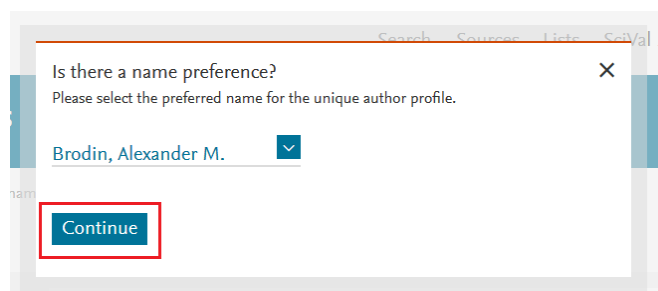 Search Sources Lists SciVal
Is there a name preference?
Please select the preferred name for the unique author profile.
Brodin, Alexander M.
Continue